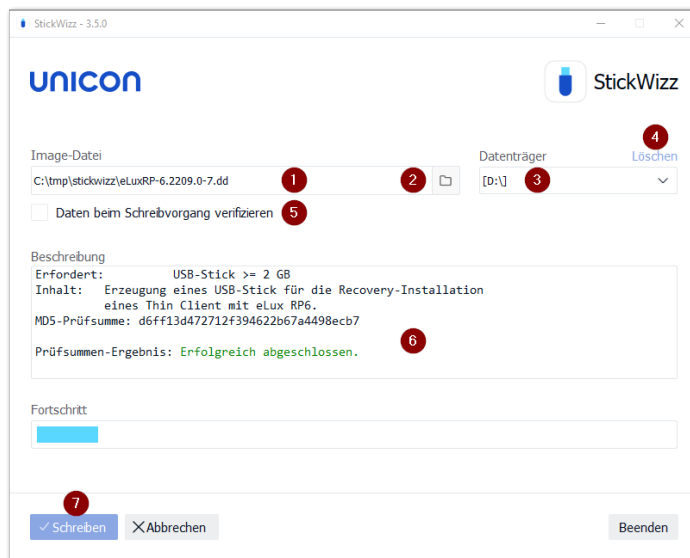 StickWizz - 3.5.0
unicon
StickWizz
4
Image-Datei
Datenträger
Löschen
C:\tmp\stickwizz\eLuxRP-6.2209.0-7.dd
1
2
[D:\]
3
Daten beim Schreibvorgang verifizieren
5
Beschreibung
Erfordert: USB-Stick >= 2 GB
Inhalt: Erzeugung eines USB-Stick für die Recovery-Installation
eines Thin Client mit eLux RP6.
MD5-Prüfsumme: d6ff13d472712f394622b67a4498ecb7
Prüfsummen-Ergebnis: Erfolgreich abgeschlossen.
6
Fortschritt
7
Schreiben
Abbrechen
Beenden